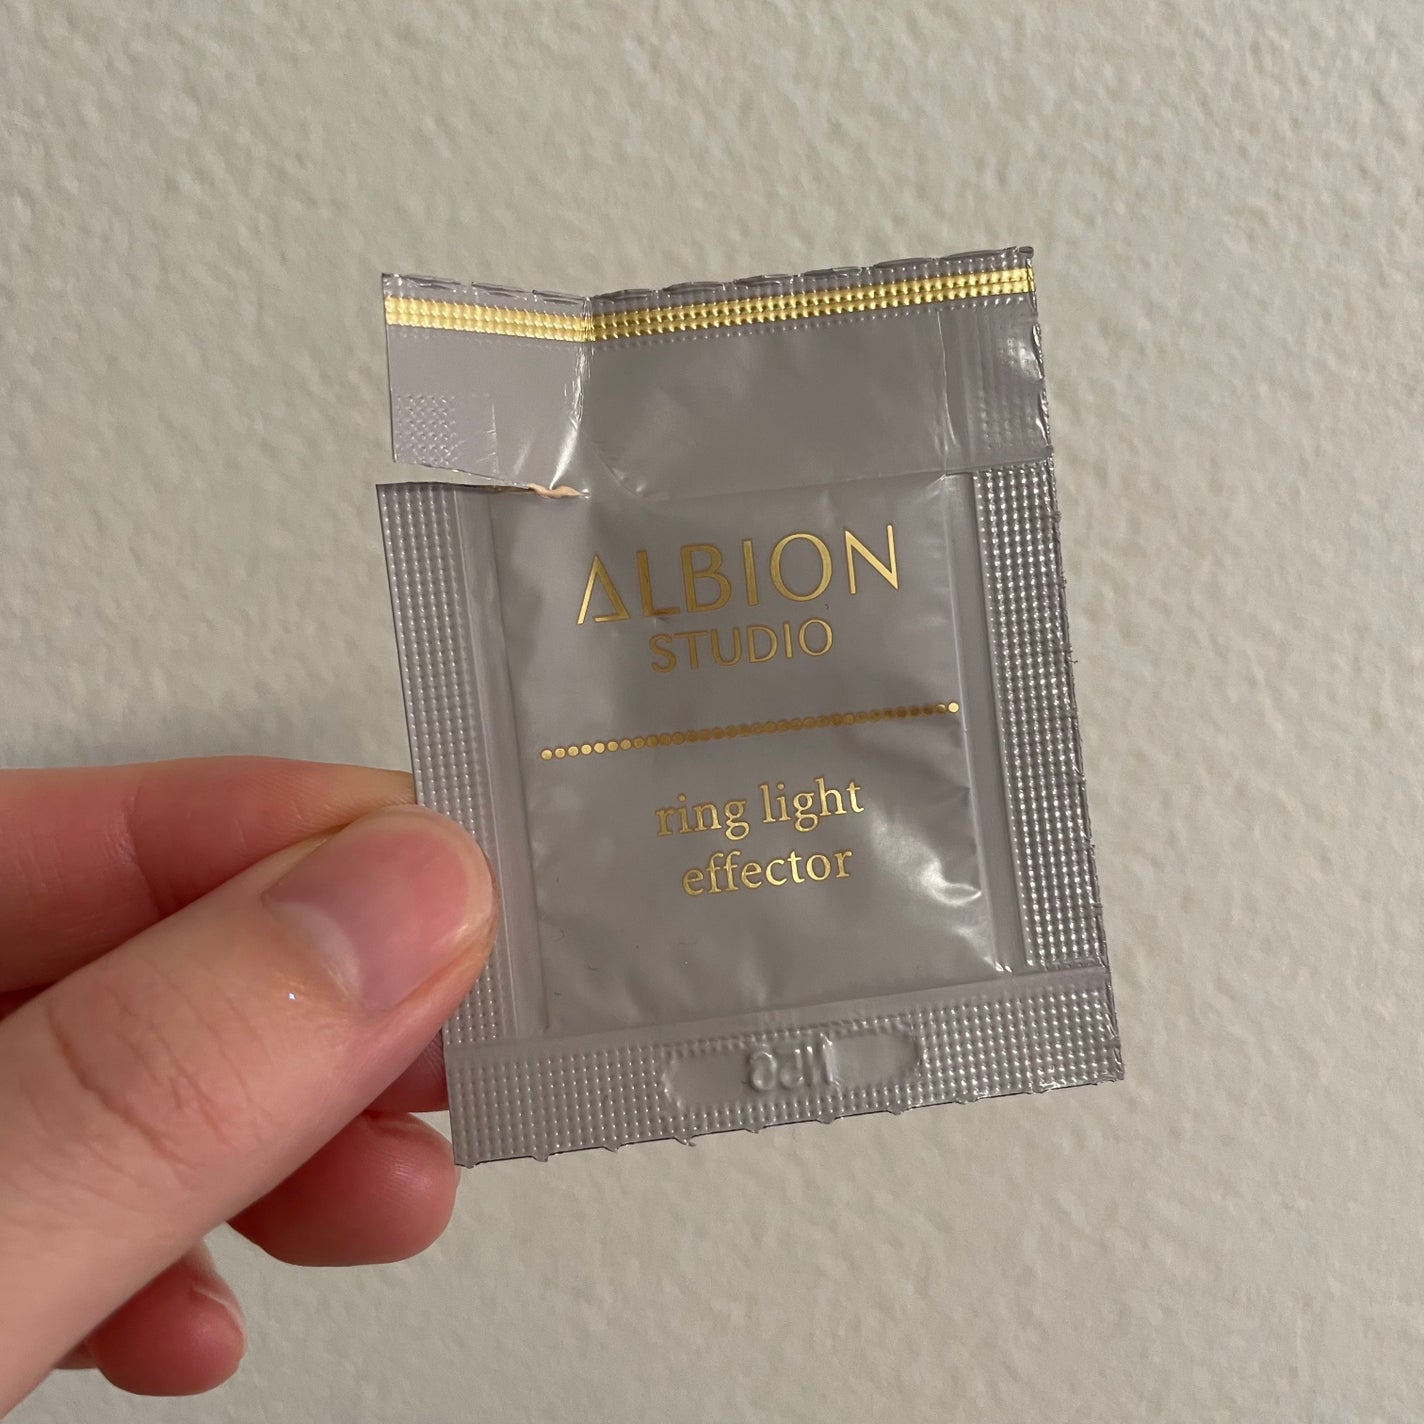 ALBION
STUDIO
ring light
effector